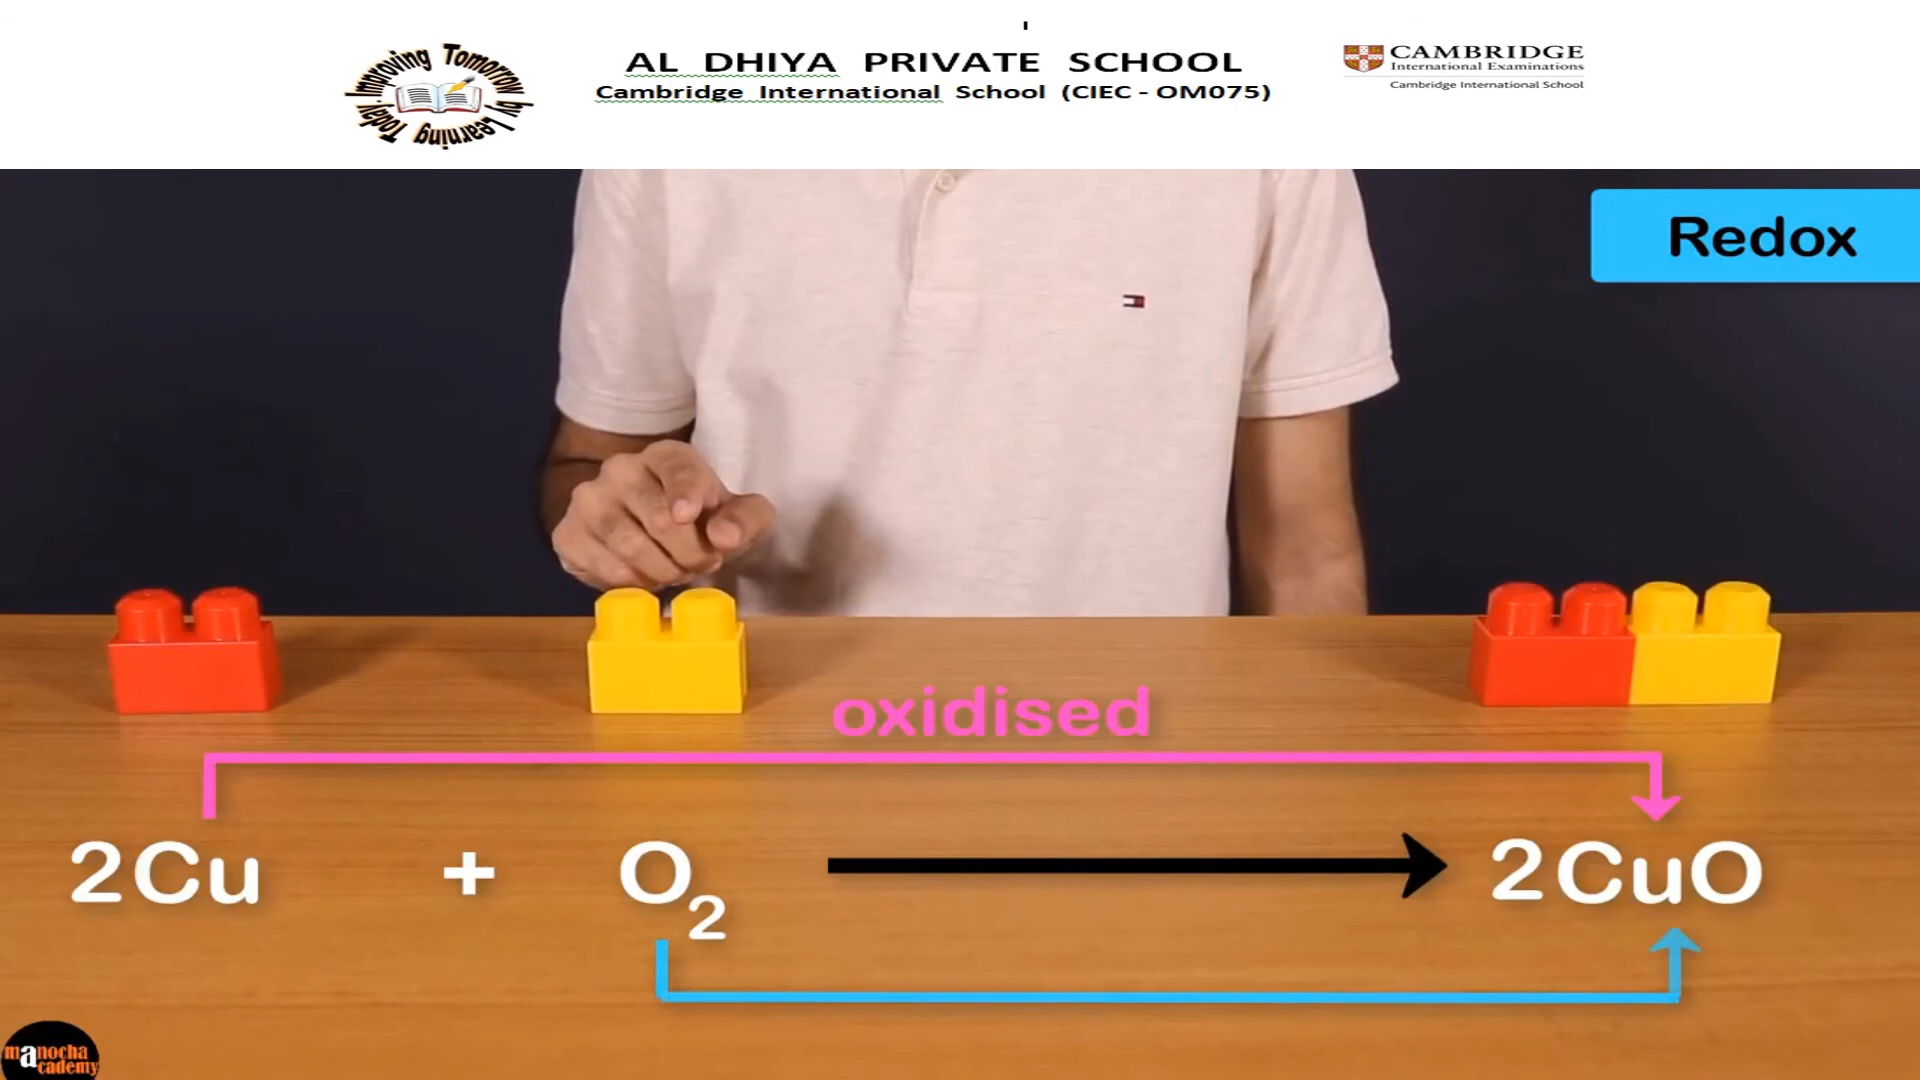 Improving Tomorrow by Learning Today.
AL DHIYA PRIVATE SCHOOL
Cambridge International School (CIEC - OM075)
CAMBRIDGE
International Examinations
Cambridge International School
Redox
oxidised
2Cu + O₂ 2CuO
manocha
academy